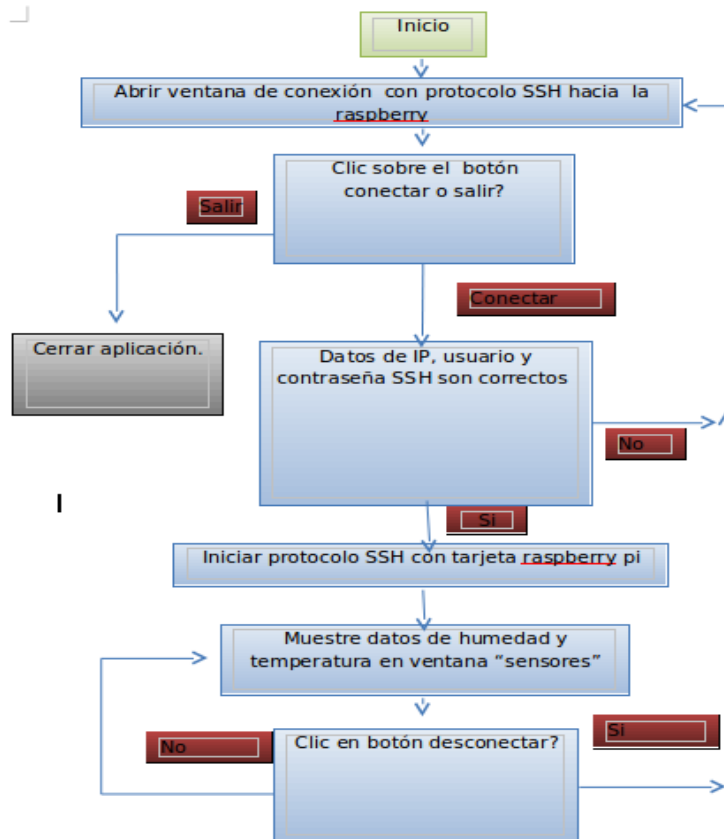 Inicio
Abrir ventana de conexión con protocolo SSH hacia la
raspberry
Clic sobre el botón
conectar o salir?
Salir
Conectar
Cerrar aplicación.
Datos de IP, usuario y
contraseña SSH son correctos
No
Si
Iniciar protocolo SSH con tarjeta raspberry pi
Muestre datos de humedad y
temperatura en ventana “sensores”
Si
No
Clic en botón desconectar?